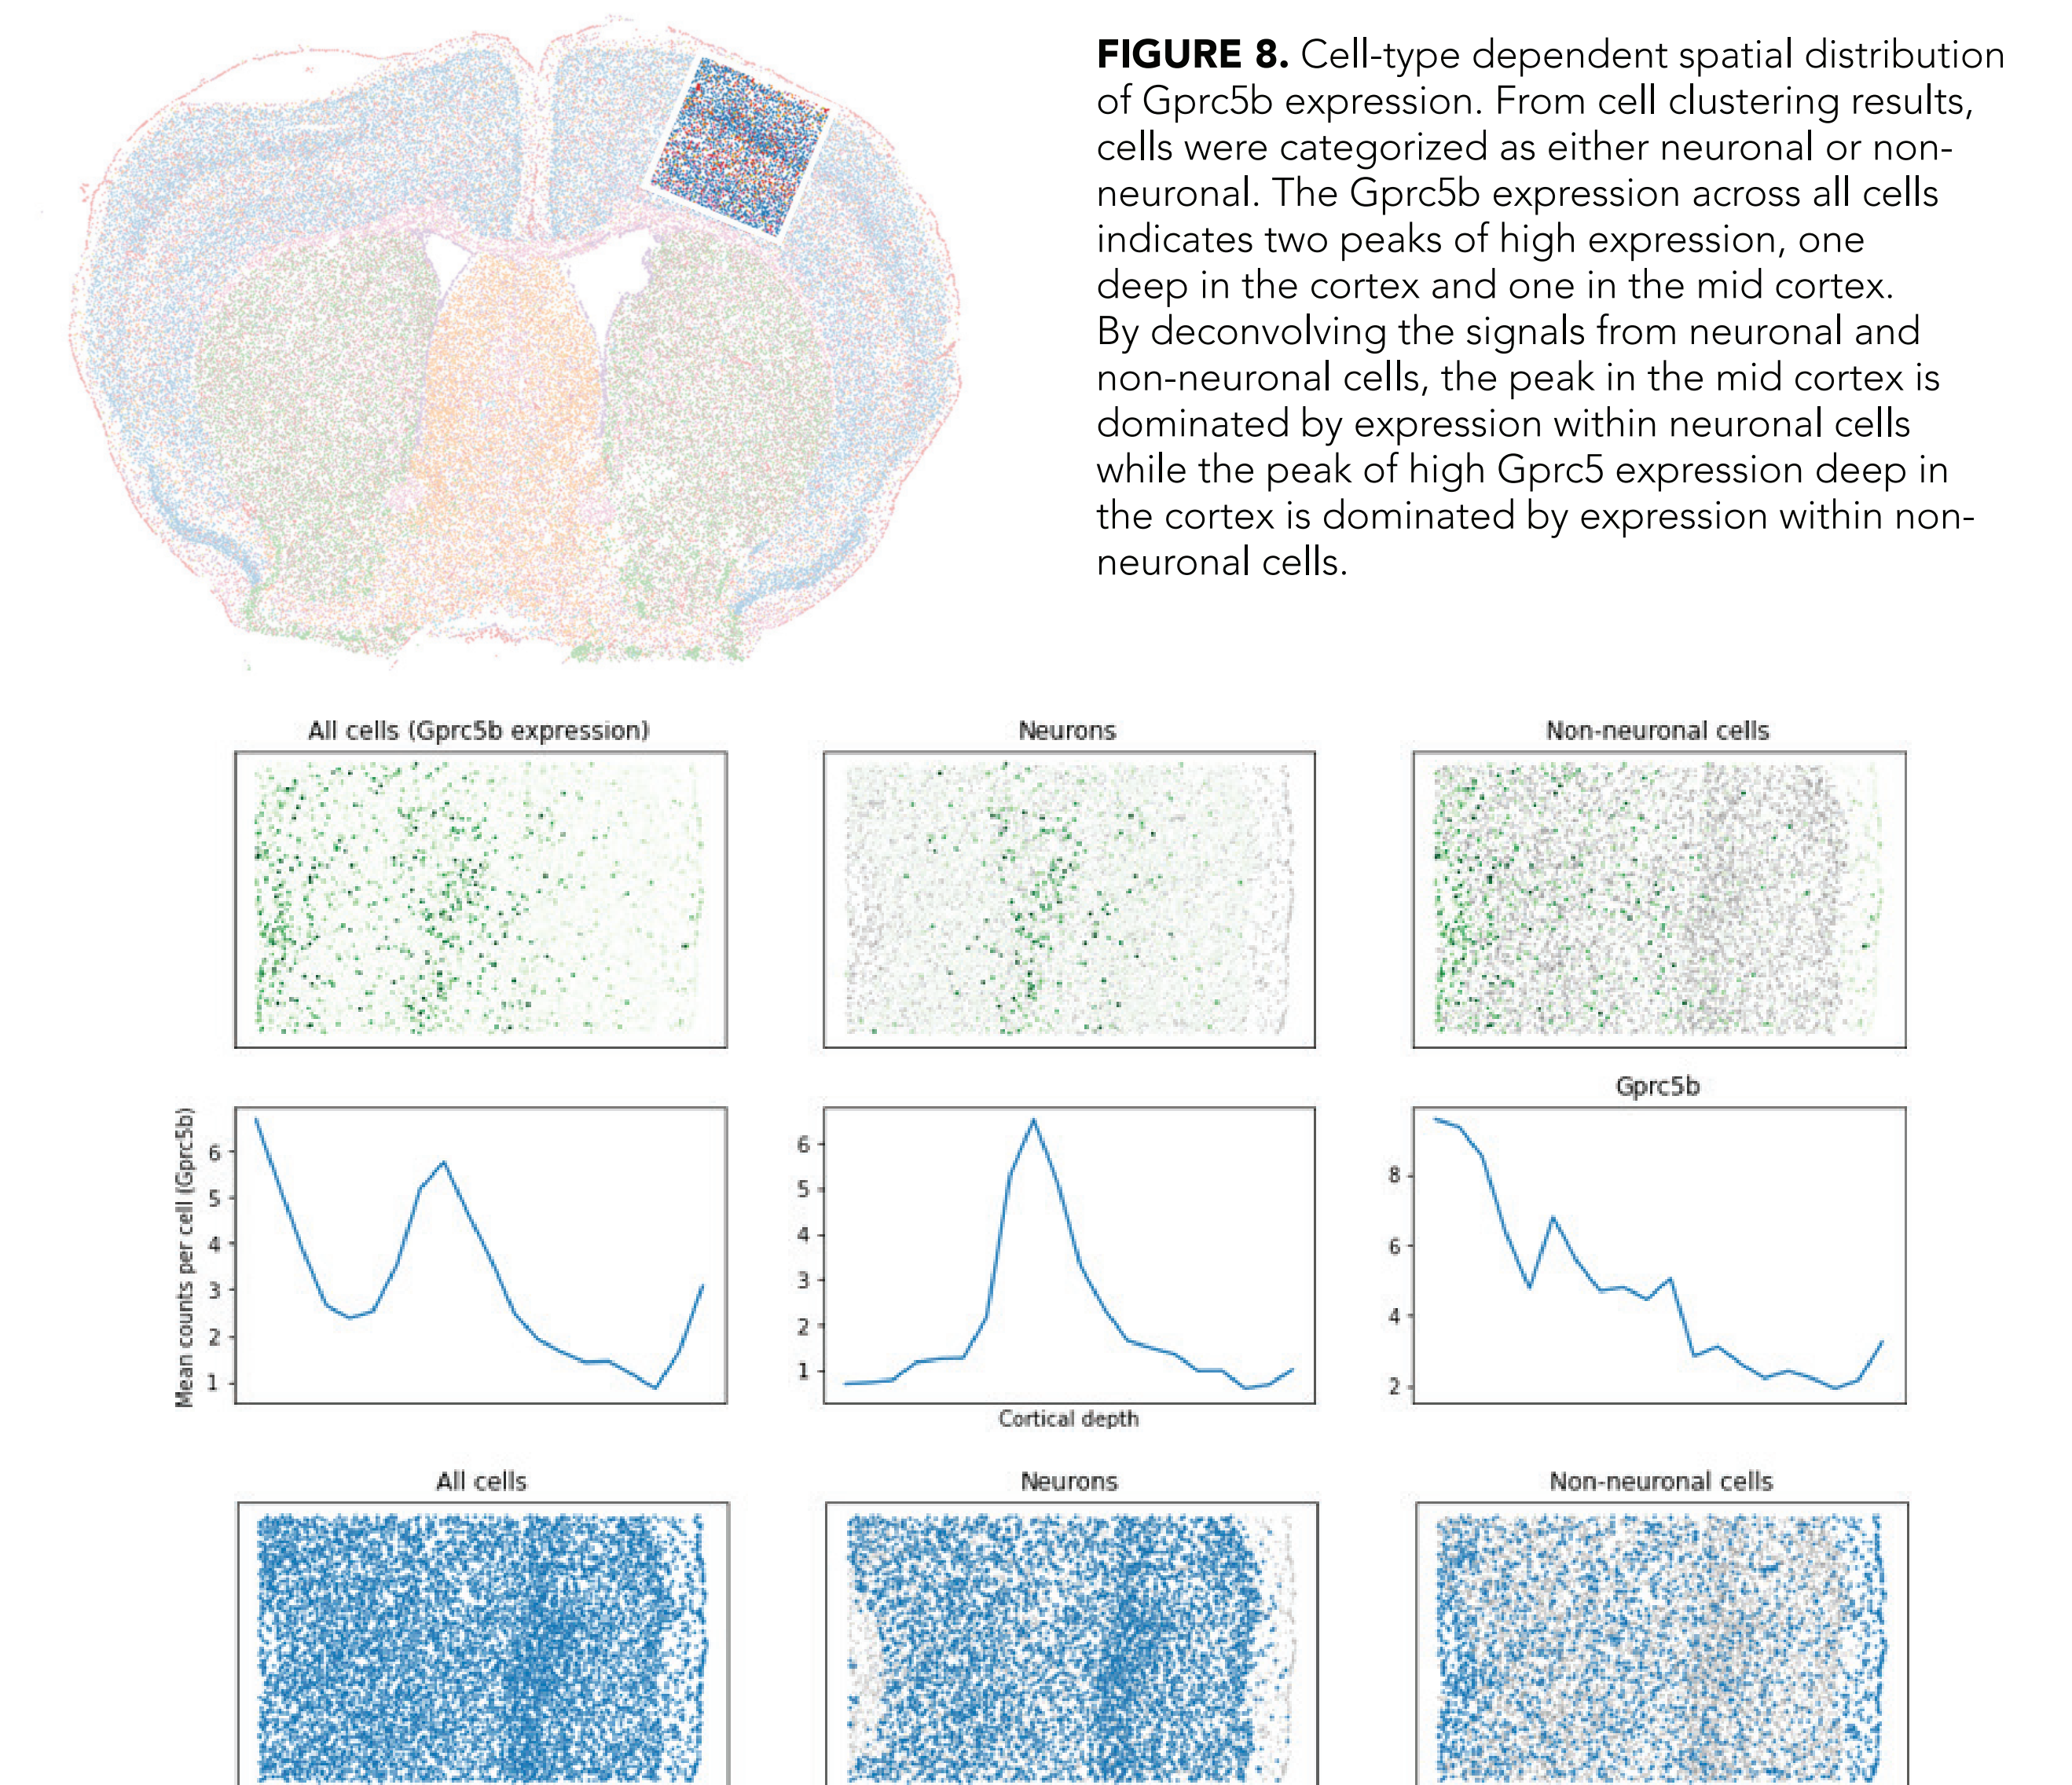 FIGURE 8. Cell-type dependent spatial distribution
of Gprc5b expression. From cell clustering results,
cells were categorized as either neuronal or non-
neuronal. The Gprc5b expression across all cells
indicates two peaks of high expression, one
deep in the cortex and one in the mid cortex.
By deconvolving the signals from neuronal and
non-neuronal cells, the peak in the mid cortex is
dominated by expression within neuronal cells
while the peak of high Gprc5 expression deep in
the cortex is dominated by expression within non-
neuronal cells.
All cells (Gprc5b expression)
Neurons
Non-neuronal cells
Gprc5b
Mean counts per cell (Gprc5b)
6
5
4
3
2
1
6
5
4
3
2
1
8
6
4
2
Cortical depth
All cells
Neurons
Non-neuronal cells